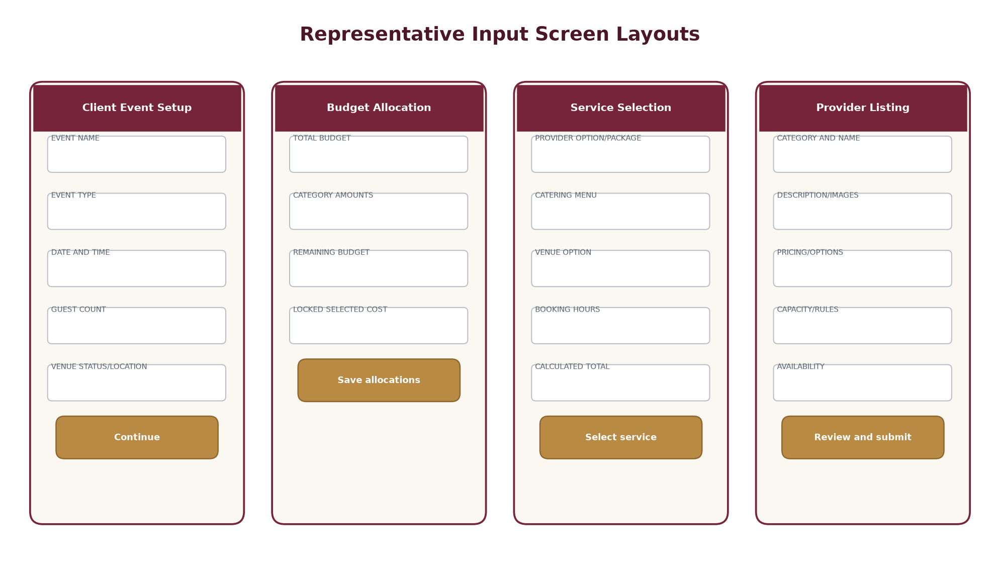 Representative Input Screen Layouts
Client Event Setup
EVENT NAME
EVENT TYPE
DATE AND TIME
GUEST COUNT
VENUE STATUS/LOCATION
Continue
Budget Allocation
TOTAL BUDGET
CATEGORY AMOUNTS
REMAINING BUDGET
LOCKED SELECTED COST
Save allocations
Service Selection
PROVIDER OPTION/PACKAGE
CATERING MENU
VENUE OPTION
BOOKING HOURS
CALCULATED TOTAL
Select service
Provider Listing
CATEGORY AND NAME
DESCRIPTION/IMAGES
PRICING/OPTIONS
CAPACITY/RULES
AVAILABILITY
Review and submit